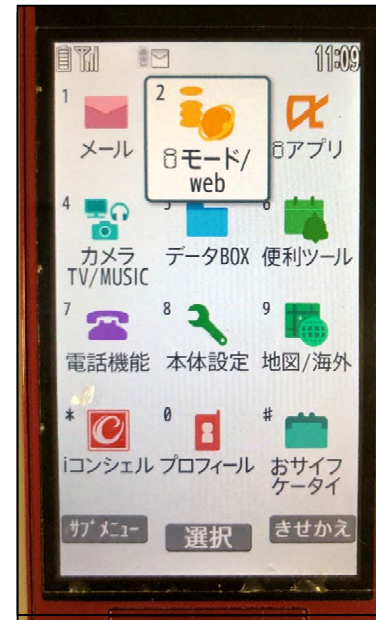 11:09
1
メール
2
iモード/
web
iアプリ
4
カメラ
TV/MUSIC
5
データBOX
6
便利ツール
7
電話機能
8
本体設定
9
地図/海外
*
iコンシェル
0
プロフィール
#
おサイフ
ケータイ
ｻﾌﾞﾒﾆｭｰ
選択
きせかえ